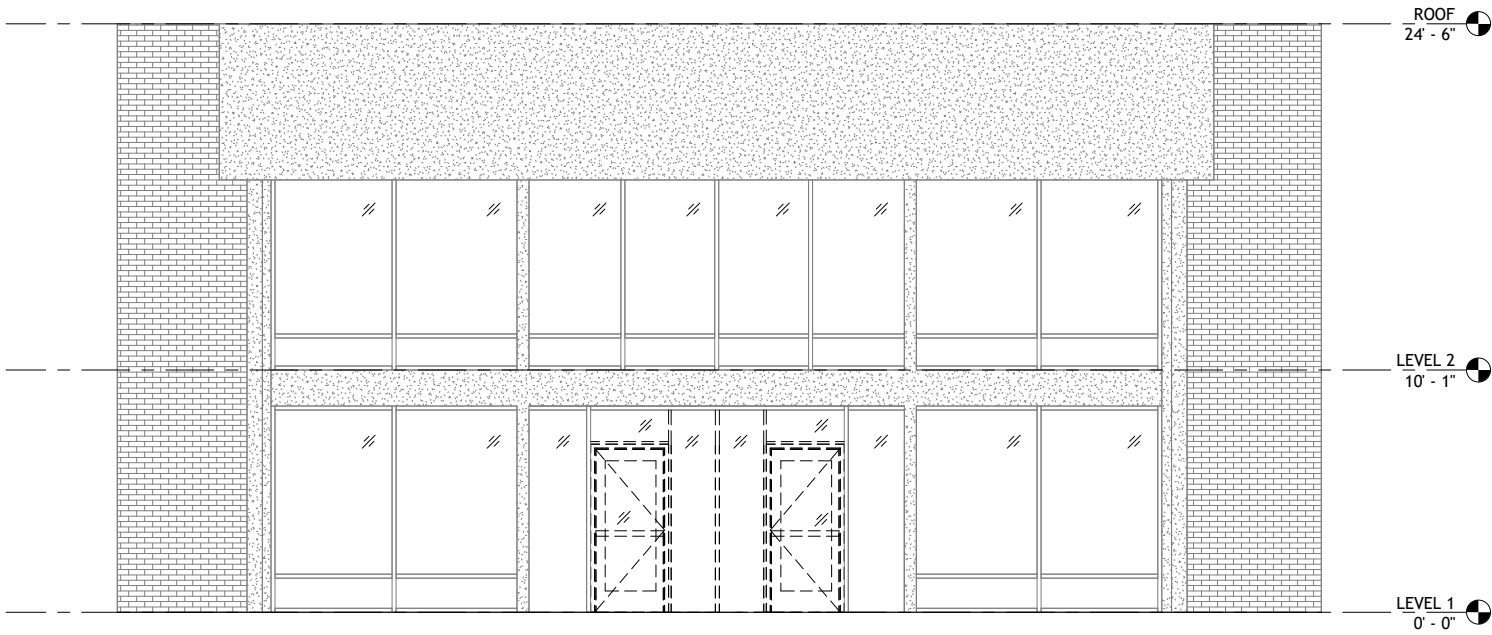 ROOF
24' - 6"
LEVEL 2
10' - 1"
LEVEL 1
0' - 0"